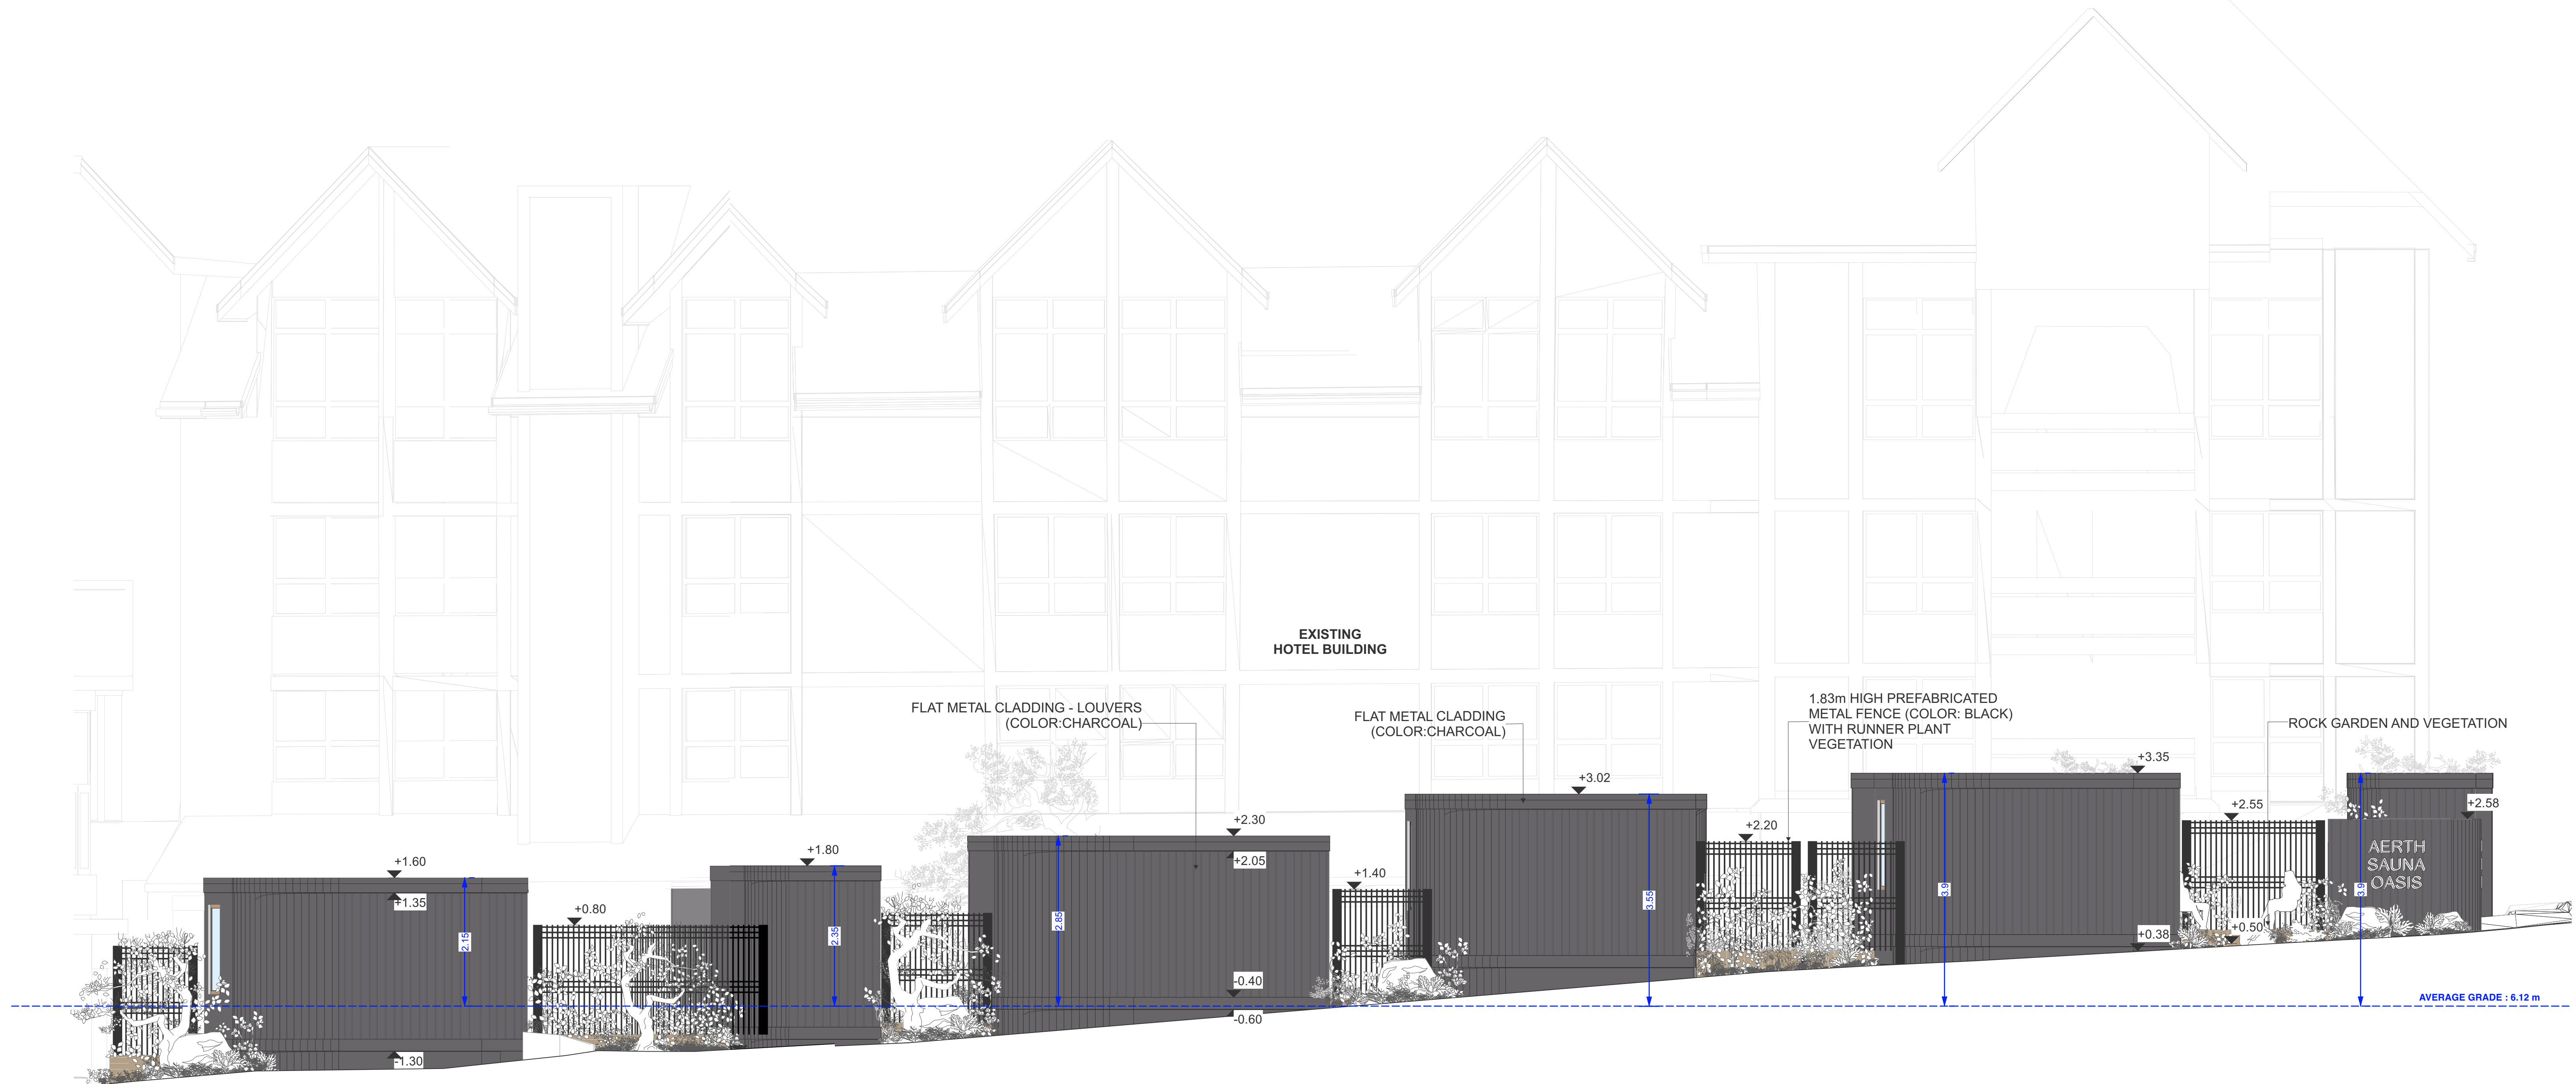 EXISTING
HOTEL BUILDING
FLAT METAL CLADDING - LOUVERS
(COLOR:CHARCOAL)
FLAT METAL CLADDING
(COLOR:CHARCOAL)
1.83m HIGH PREFABRICATED
METAL FENCE (COLOR: BLACK)
WITH RUNNER PLANT
VEGETATION
ROCK GARDEN AND VEGETATION
+1.60
+1.35
2.15
-1.30
+0.80
+1.80
2.35
2.85
+2.30
+2.05
-0.40
-0.60
+1.40
+3.02
3.55
+2.20
3.9
+3.35
+0.38
+2.55
+0.50
3.9
+2.58
AERTH
SAUNA
OASIS
AVERAGE GRADE : 6.12 m